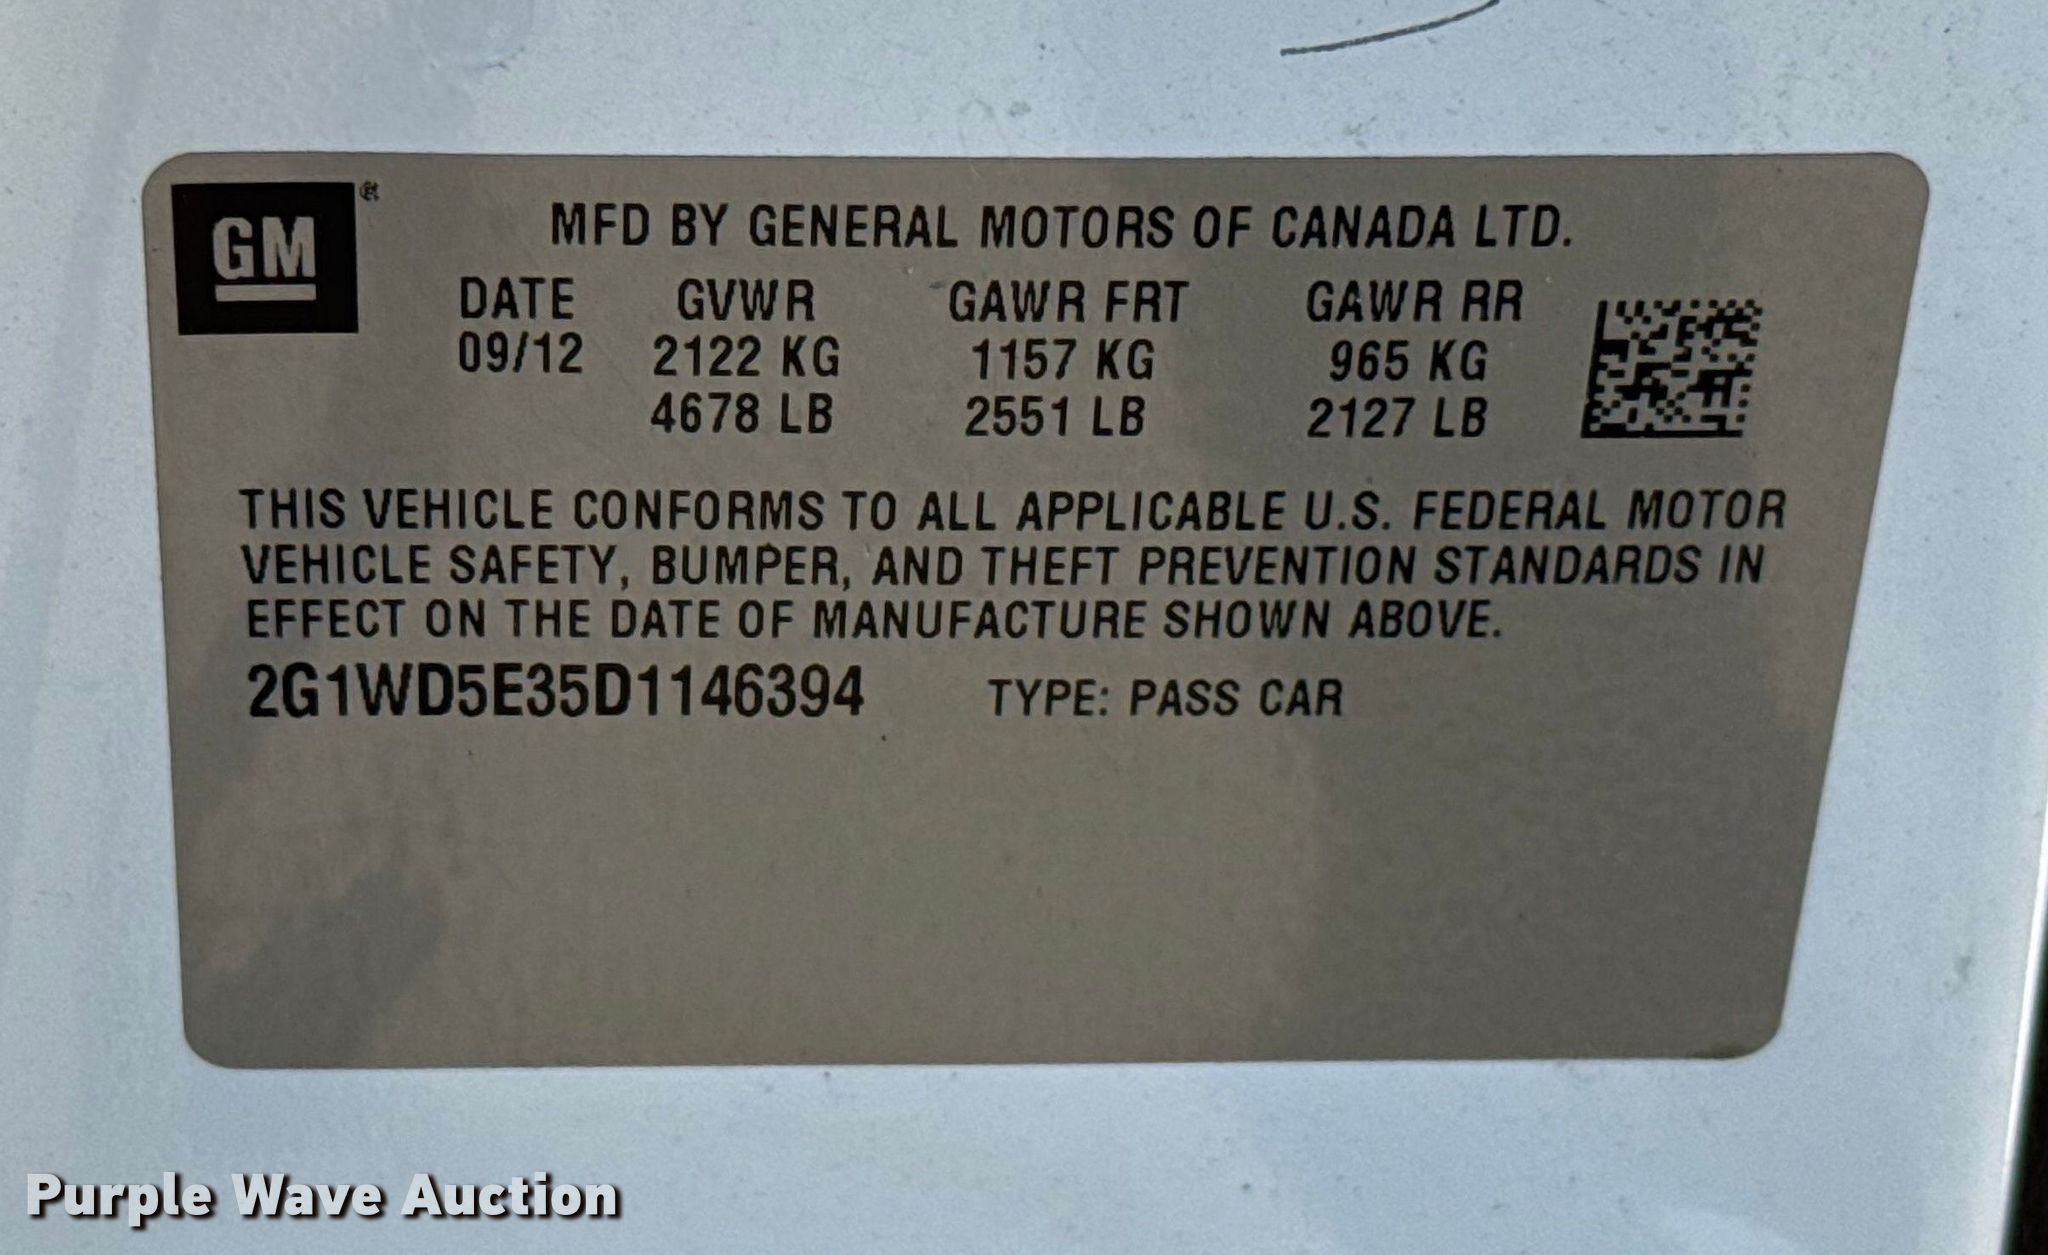 GM
MFD BY GENERAL MOTORS OF CANADA LTD.
DATE GVWR GAWR FRT GAWR RR
09/12 2122 KG 1157 KG 965 KG
4678 LB 2551 LB 2127 LB
THIS VEHICLE CONFORMS TO ALL APPLICABLE U.S. FEDERAL MOTOR
VEHICLE SAFETY, BUMPER, AND THEFT PREVENTION STANDARDS IN
EFFECT ON THE DATE OF MANUFACTURE SHOWN ABOVE.
2G1WD5E35D1146394 TYPE: PASS CAR
Purple Wave Auction